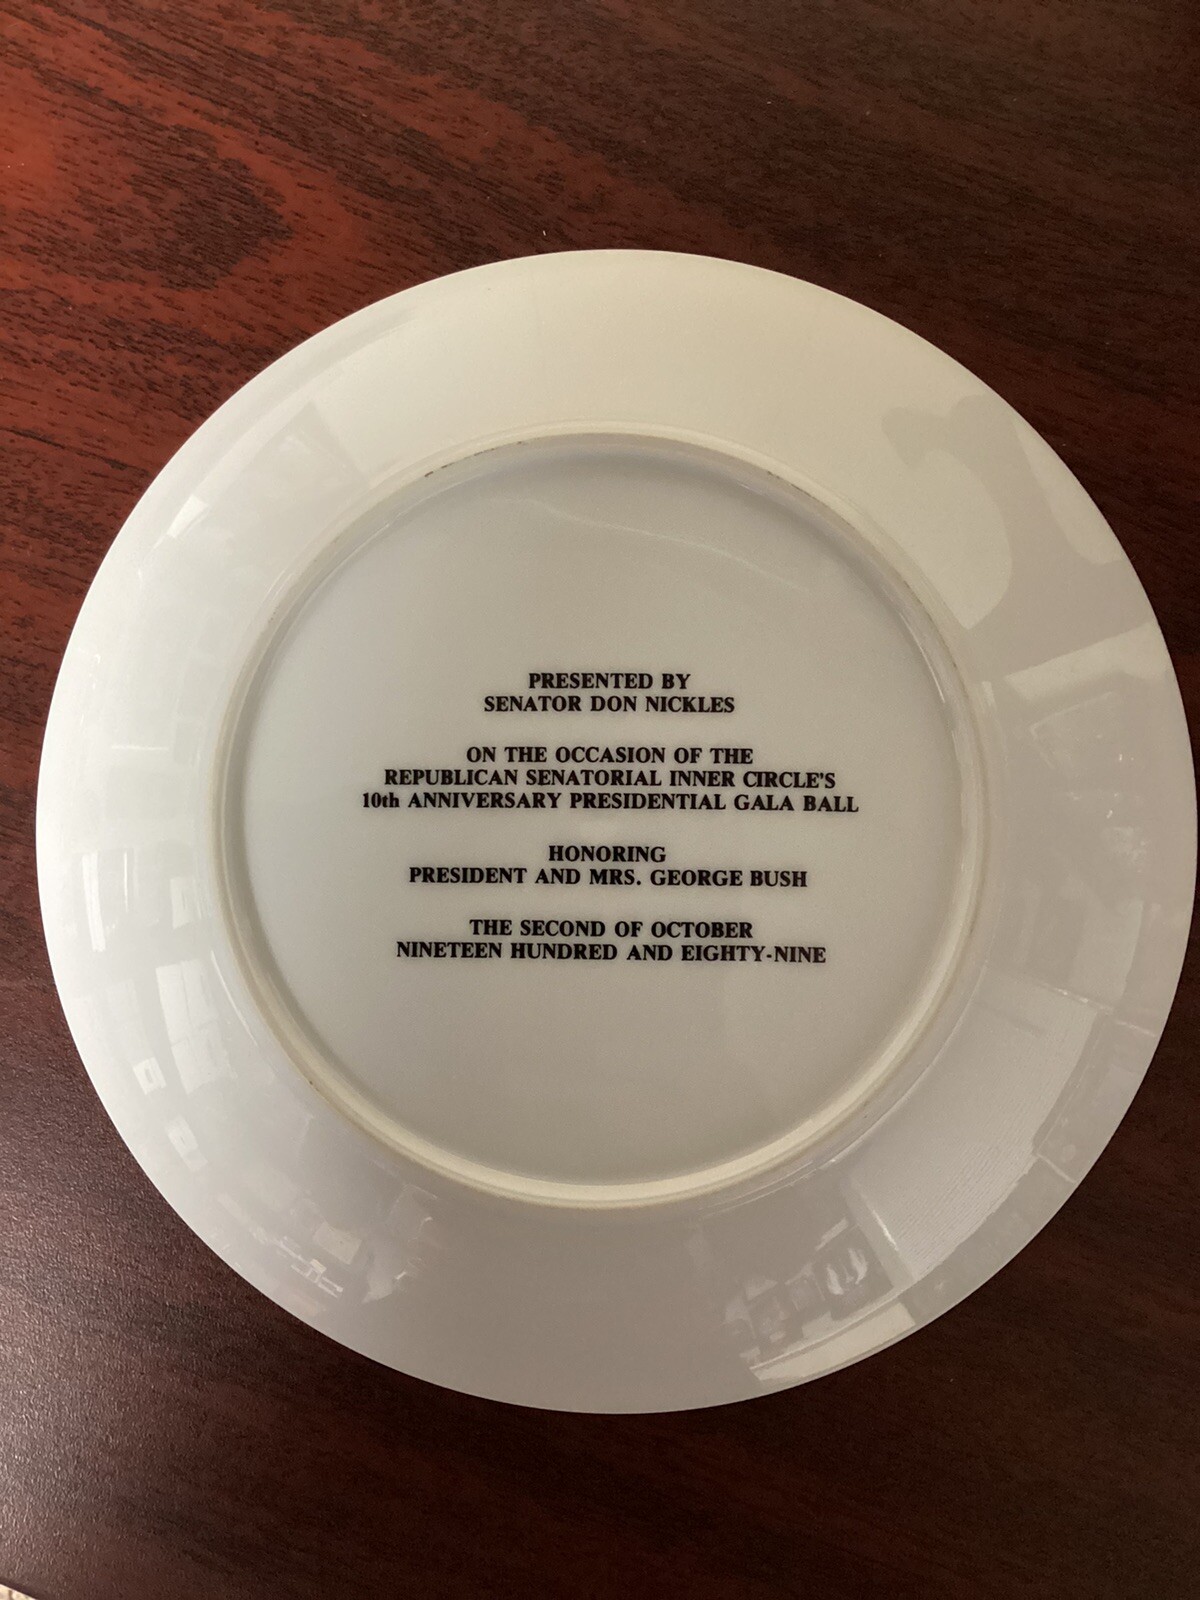 PRESENTED BY
SENATOR DON NICKLES
ON THE OCCASION OF THE
REPUBLICAN SENATORIAL INNER CIRCLE'S
10th ANNIVERSARY PRESIDENTIAL GALA BALL
HONORING
PRESIDENT AND MRS. GEORGE BUSH
THE SECOND OF OCTOBER
NINETEEN HUNDRED AND EIGHTY-NINE